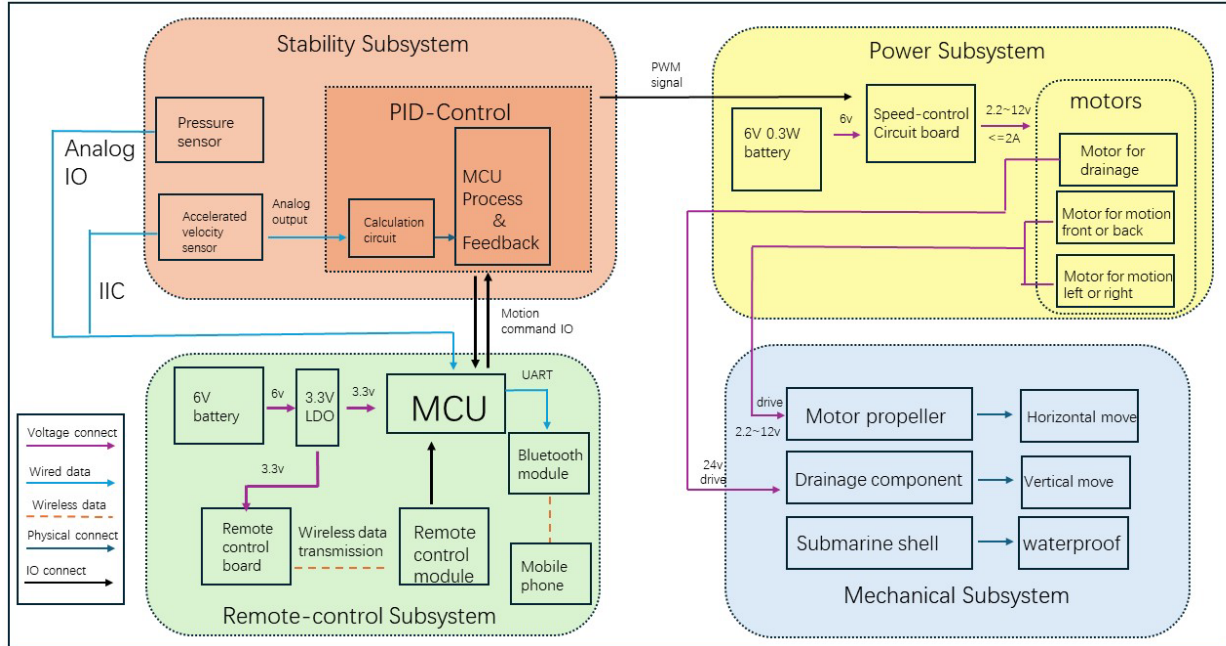 Stability Subsystem
Pressure
sensor
Analog
IO
Accelerated
velocity
sensor
IIC
Analog
output
PID-Control
Calculation
circuit
MCU
Process
&
Feedback
PWM
signal
Motion
command IO
Power Subsystem
6V 0.3W
battery
6v
Speed-control
Circuit board
2.2~12v
<=2A
motors
Motor for
drainage
Motor for motion
front or back
Motor for motion
left or right
Voltage connect
Wired data
Wireless data
Physical connect
IO connect
6V
battery
6v
3.3V
LDO
3.3v
MCU
UART
3.3v
Bluetooth
module
Remote
control
board
Wireless data
transmission
Remote
control
module
Mobile
phone
Remote-control Subsystem
drive
2.2~12v
Motor propeller
Horizontal move
24v
drive
Drainage component
Vertical move
Submarine shell
waterproof
Mechanical Subsystem